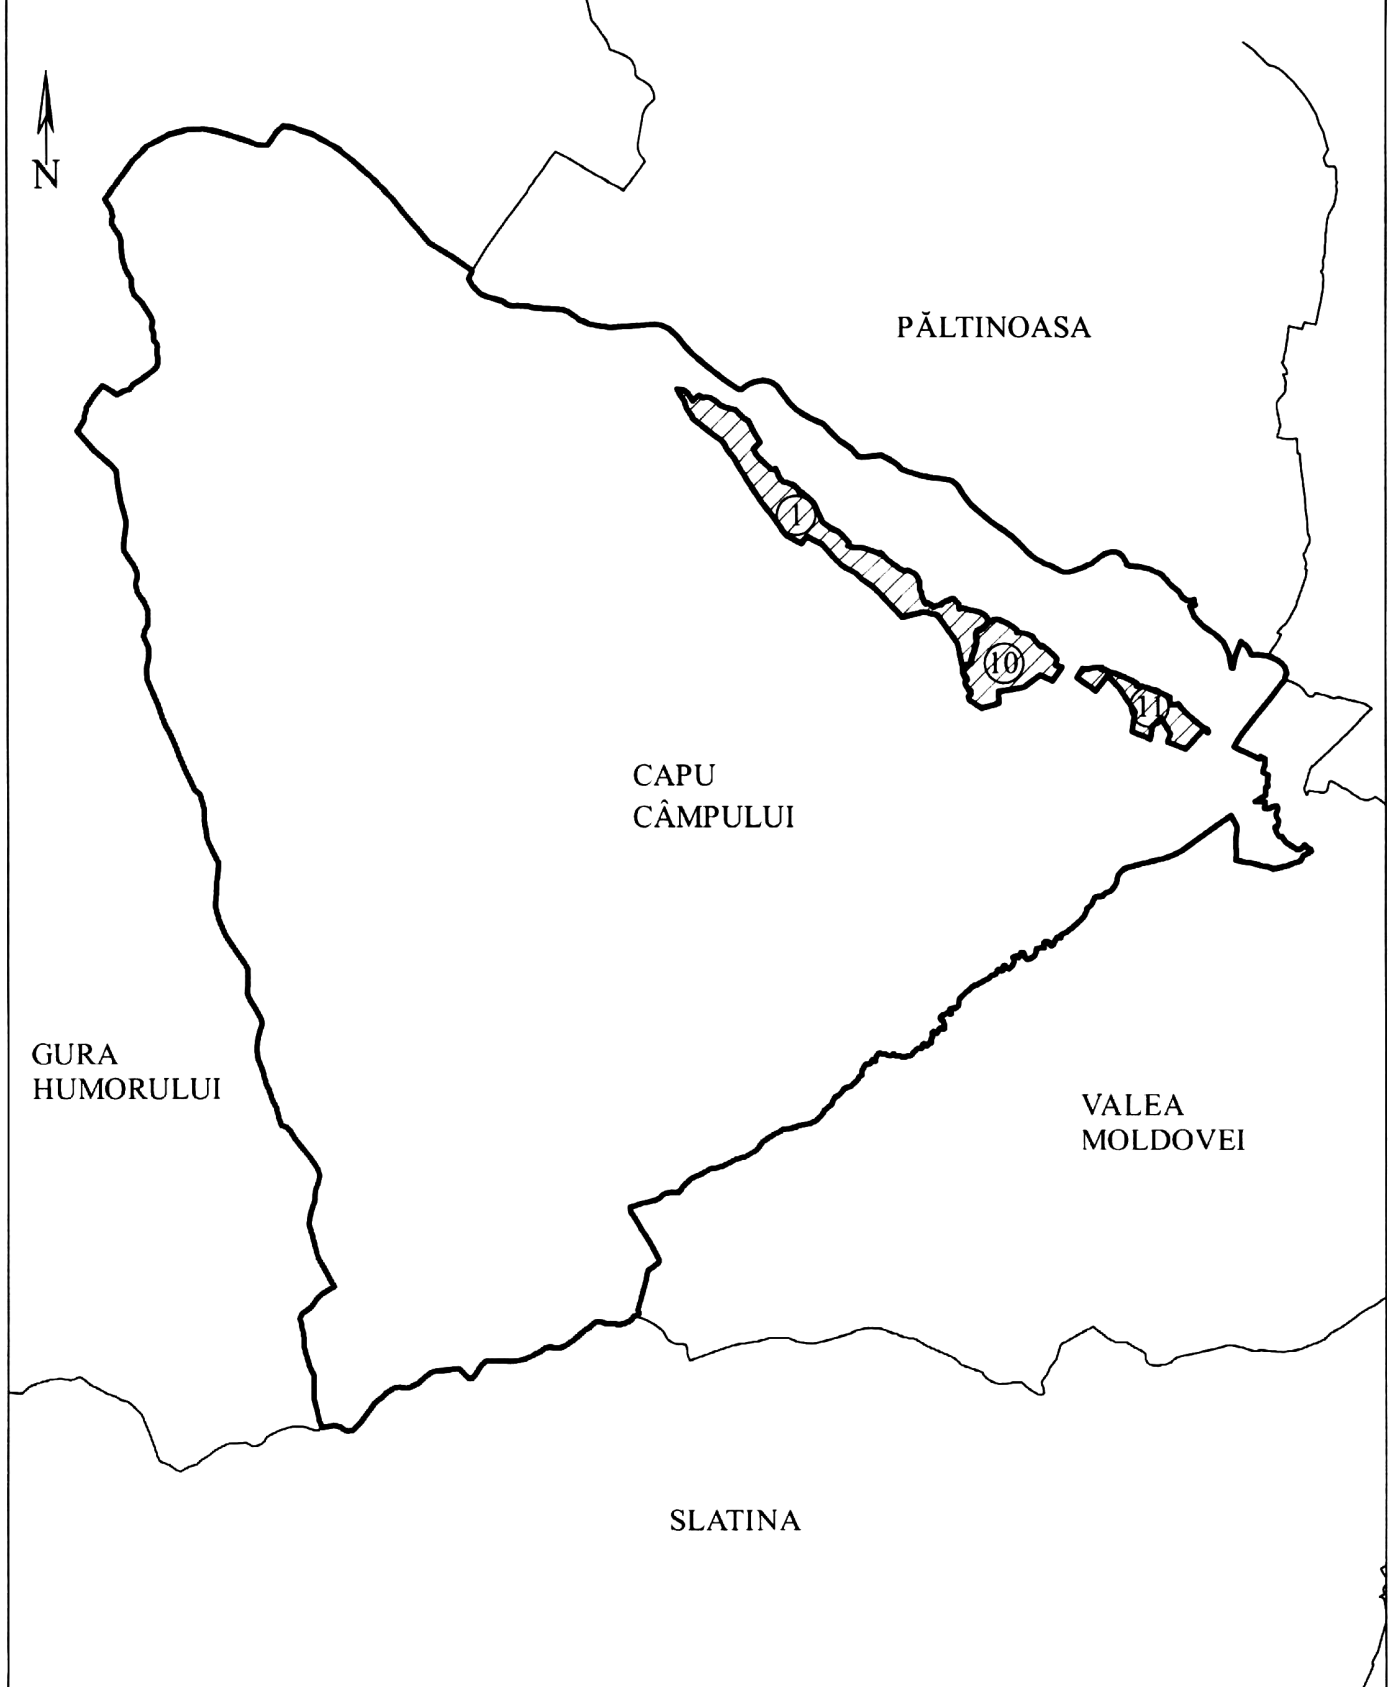 N
PĂLTINOASA
1
10
11
CAPU
CÂMPULUI
GURA
HUMORULUI
VALEA
MOLDOVEI
SLATINA